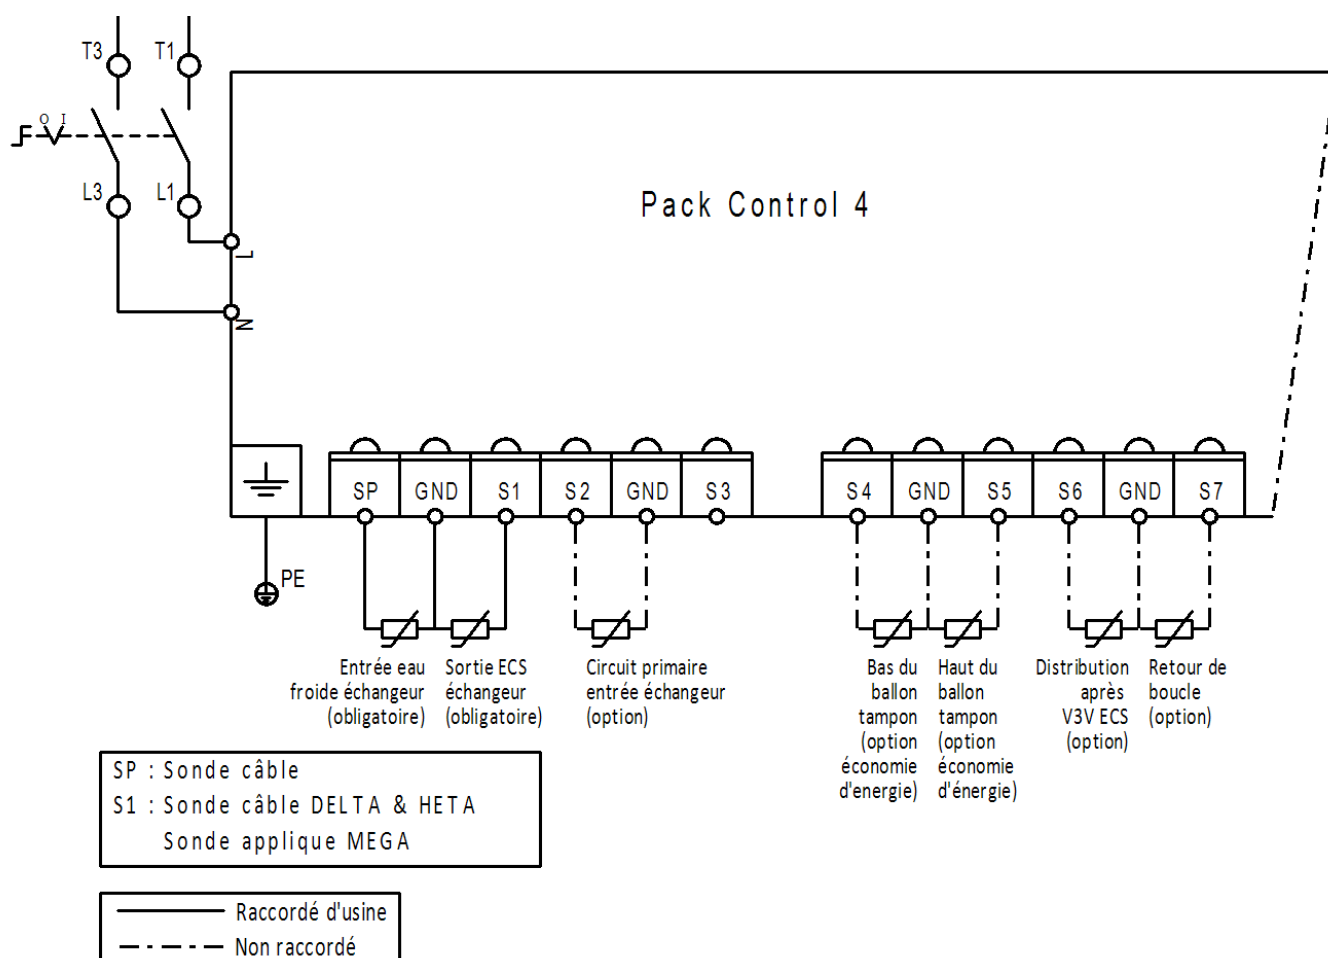 T3
T1
O I
L3
L1
Pack Control 4
L
N
SP GND S1 S2 GND S3
S4 GND S5 S6 GND S7
PE
Entrée eau
froide échangeur
(obligatoire)
Sortie ECS
échangeur
(obligatoire)
Circuit primaire
entrée échangeur
(option)
Bas du
ballon
tampon
(option
économie
d'energie)
Haut du
ballon
tampon
(option
économie
d'énergie)
Distribution
après
V3V ECS
(option)
Retour de
boucle
(option)
SP : Sonde câble
S1 : Sonde câble DELTA & HETA
Sonde applique MEGA
Raccordé d'usine
Non raccordé